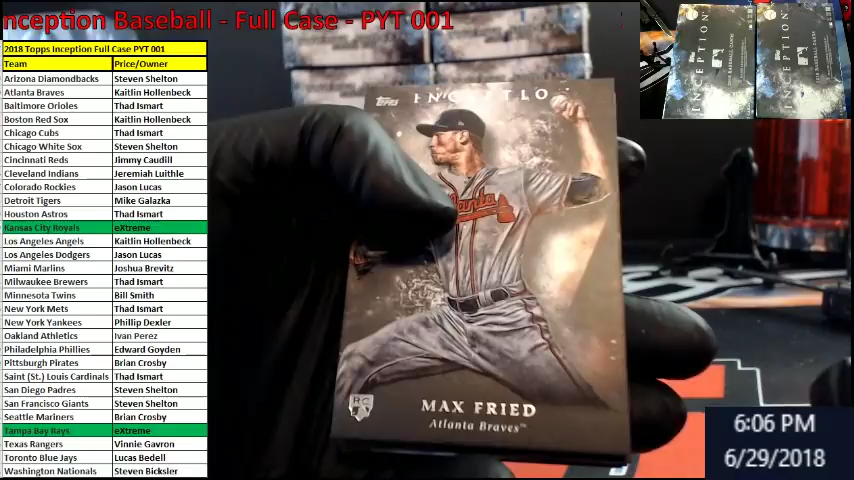 nception Baseball - Full Case - PYT 001
2018 Topps Inception Full Case PYT 001
Team Price/Owner
Arizona Diamondbacks Steven Shelton
Atlanta Braves Kaitlin Hollenbeck
Baltimore Orioles Thad Ismart
Boston Red Sox Kaitlin Hollenbeck
Chicago Cubs Thad Ismart
Chicago White Sox Steven Shelton
Cincinnati Reds Jimmy Caudill
Cleveland Indians Jeremiah Luithle
Colorado Rockies Jason Lucas
Detroit Tigers Mike Galazka
Houston Astros Thad Ismart
Kansas City Royals eXtreme
Los Angeles Angels Kaitlin Hollenbeck
Los Angeles Dodgers Jason Lucas
Miami Marlins Joshua Brevitz
Milwaukee Brewers Thad Ismart
Minnesota Twins Bill Smith
New York Mets Thad Ismart
New York Yankees Phillip Dexler
Oakland Athletics Ivan Perez
Philadelphia Phillies Edward Goyden
Pittsburgh Pirates Brian Crosby
Saint (St.) Louis Cardinals Thad Ismart
San Diego Padres Steven Shelton
San Francisco Giants Steven Shelton
Seattle Mariners Brian Crosby
Tampa Bay Rays eXtreme
Texas Rangers Vinnie Gavron
Toronto Blue Jays Lucas Bedell
Washington Nationals Steven Bicksler
Topps INCEPTIO
Atlanta
RC
MAX FRIED
Atlanta Braves™
INCEPTION
INCEPTION
6:06 PM
6/29/2018